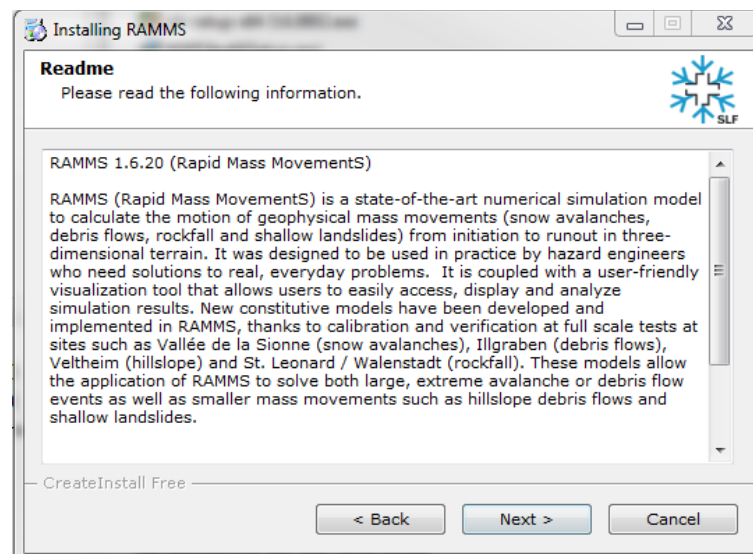 Installing RAMMS
Readme
Please read the following information.
SLF
RAMMS 1.6.20 (Rapid Mass MovementS)
RAMMS (Rapid Mass MovementS) is a state-of-the-art numerical simulation model
to calculate the motion of geophysical mass movements (snow avalanches,
debris flows, rockfall and shallow landslides) from initiation to runout in three-
dimensional terrain. It was designed to be used in practice by hazard engineers
who need solutions to real, everyday problems.  It is coupled with a user-friendly
visualization tool that allows users to easily access, display and analyze
simulation results. New constitutive models have been developed and
implemented in RAMMS, thanks to calibration and verification at full scale tests at
sites such as Vallée de la Sionne (snow avalanches), Illgraben (debris flows),
Veltheim (hillslope) and St. Leonard / Walenstadt (rockfall). These models allow
the application of RAMMS to solve both large, extreme avalanche or debris flow
events as well as smaller mass movements such as hillslope debris flows and
shallow landslides.
CreateInstall Free
< Back
Next >
Cancel